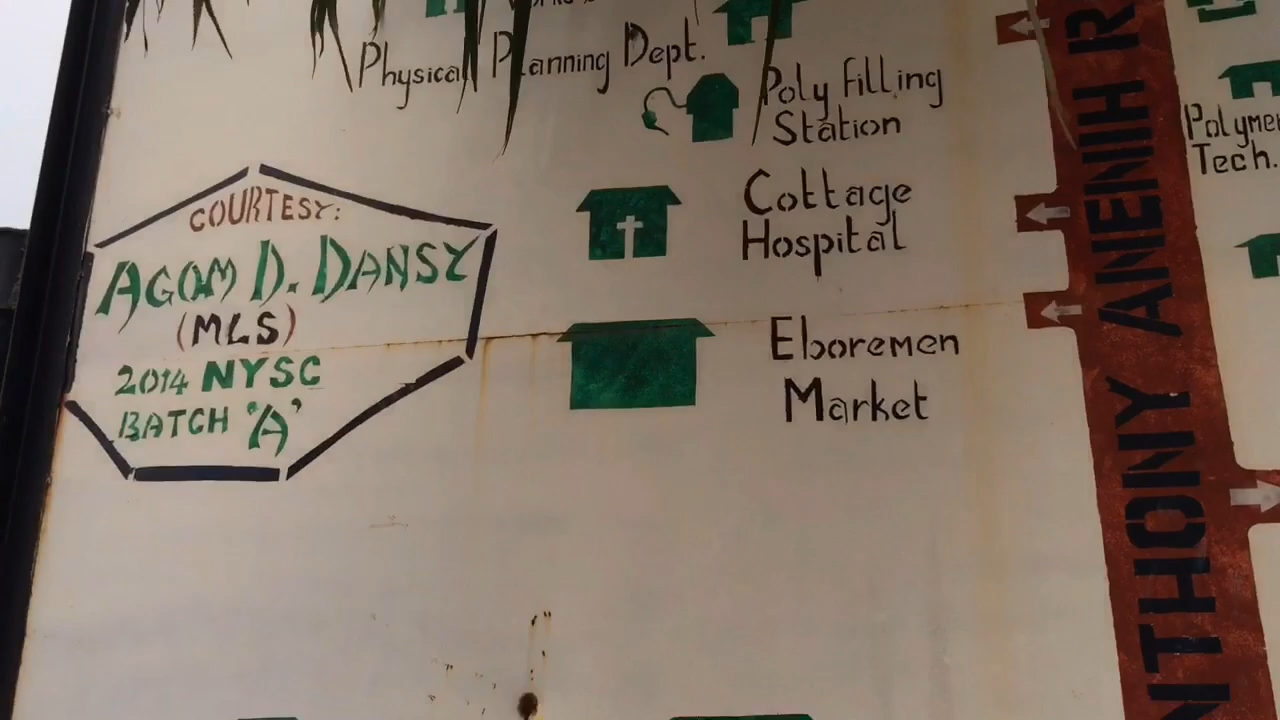 Physical Planning Dept.
Poly filling
Station
Cottage
Hospital
Eboremen
Market
COURTESY:
AGOM D. DANSY
(MLS)
2014 NYSC
BATCH 'A'
NTHONY ANENIH R
Polymer
Tech.